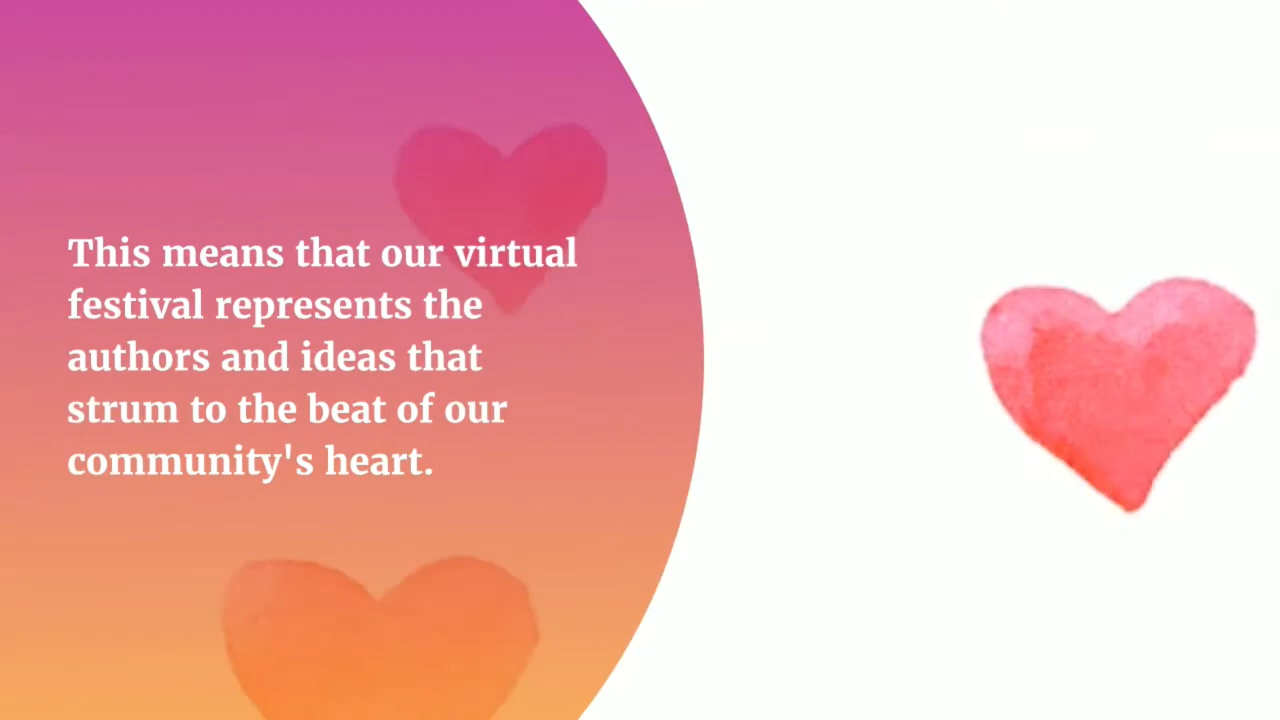 This means that our virtual
festival represents the
authors and ideas that
strum to the beat of our
community's heart.